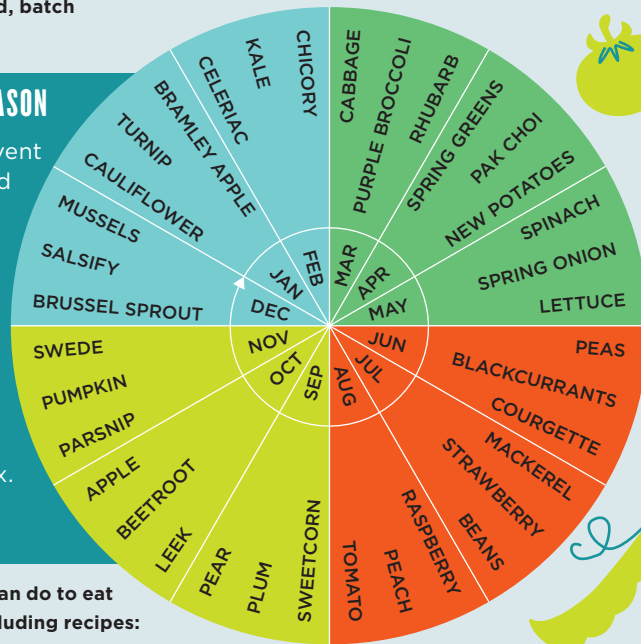 d, batch
ASON
vent
d
x.
an do to eat
luding recipes:
JAN
CAULIFLOWER
TURNIP
BRAMLEY APPLE
FEB
CELERIAC
KALE
CHICORY
MAR
CABBAGE
PURPLE BROCCOLI
RHUBARB
APR
SPRING GREENS
PAK CHOI
NEW POTATOES
MAY
SPINACH
SPRING ONION
LETTUCE
JUN
PEAS
BLACKCURRANTS
COURGETTE
JUL
MACKEREL
STRAWBERRY
BEANS
AUG
RASPBERRY
PEACH
TOMATO
SEP
SWEETCORN
PLUM
PEAR
OCT
LEEK
BEETROOT
APPLE
NOV
PARSNIP
PUMPKIN
SWEDE
DEC
BRUSSEL SPROUT
SALSIFY
MUSSELS